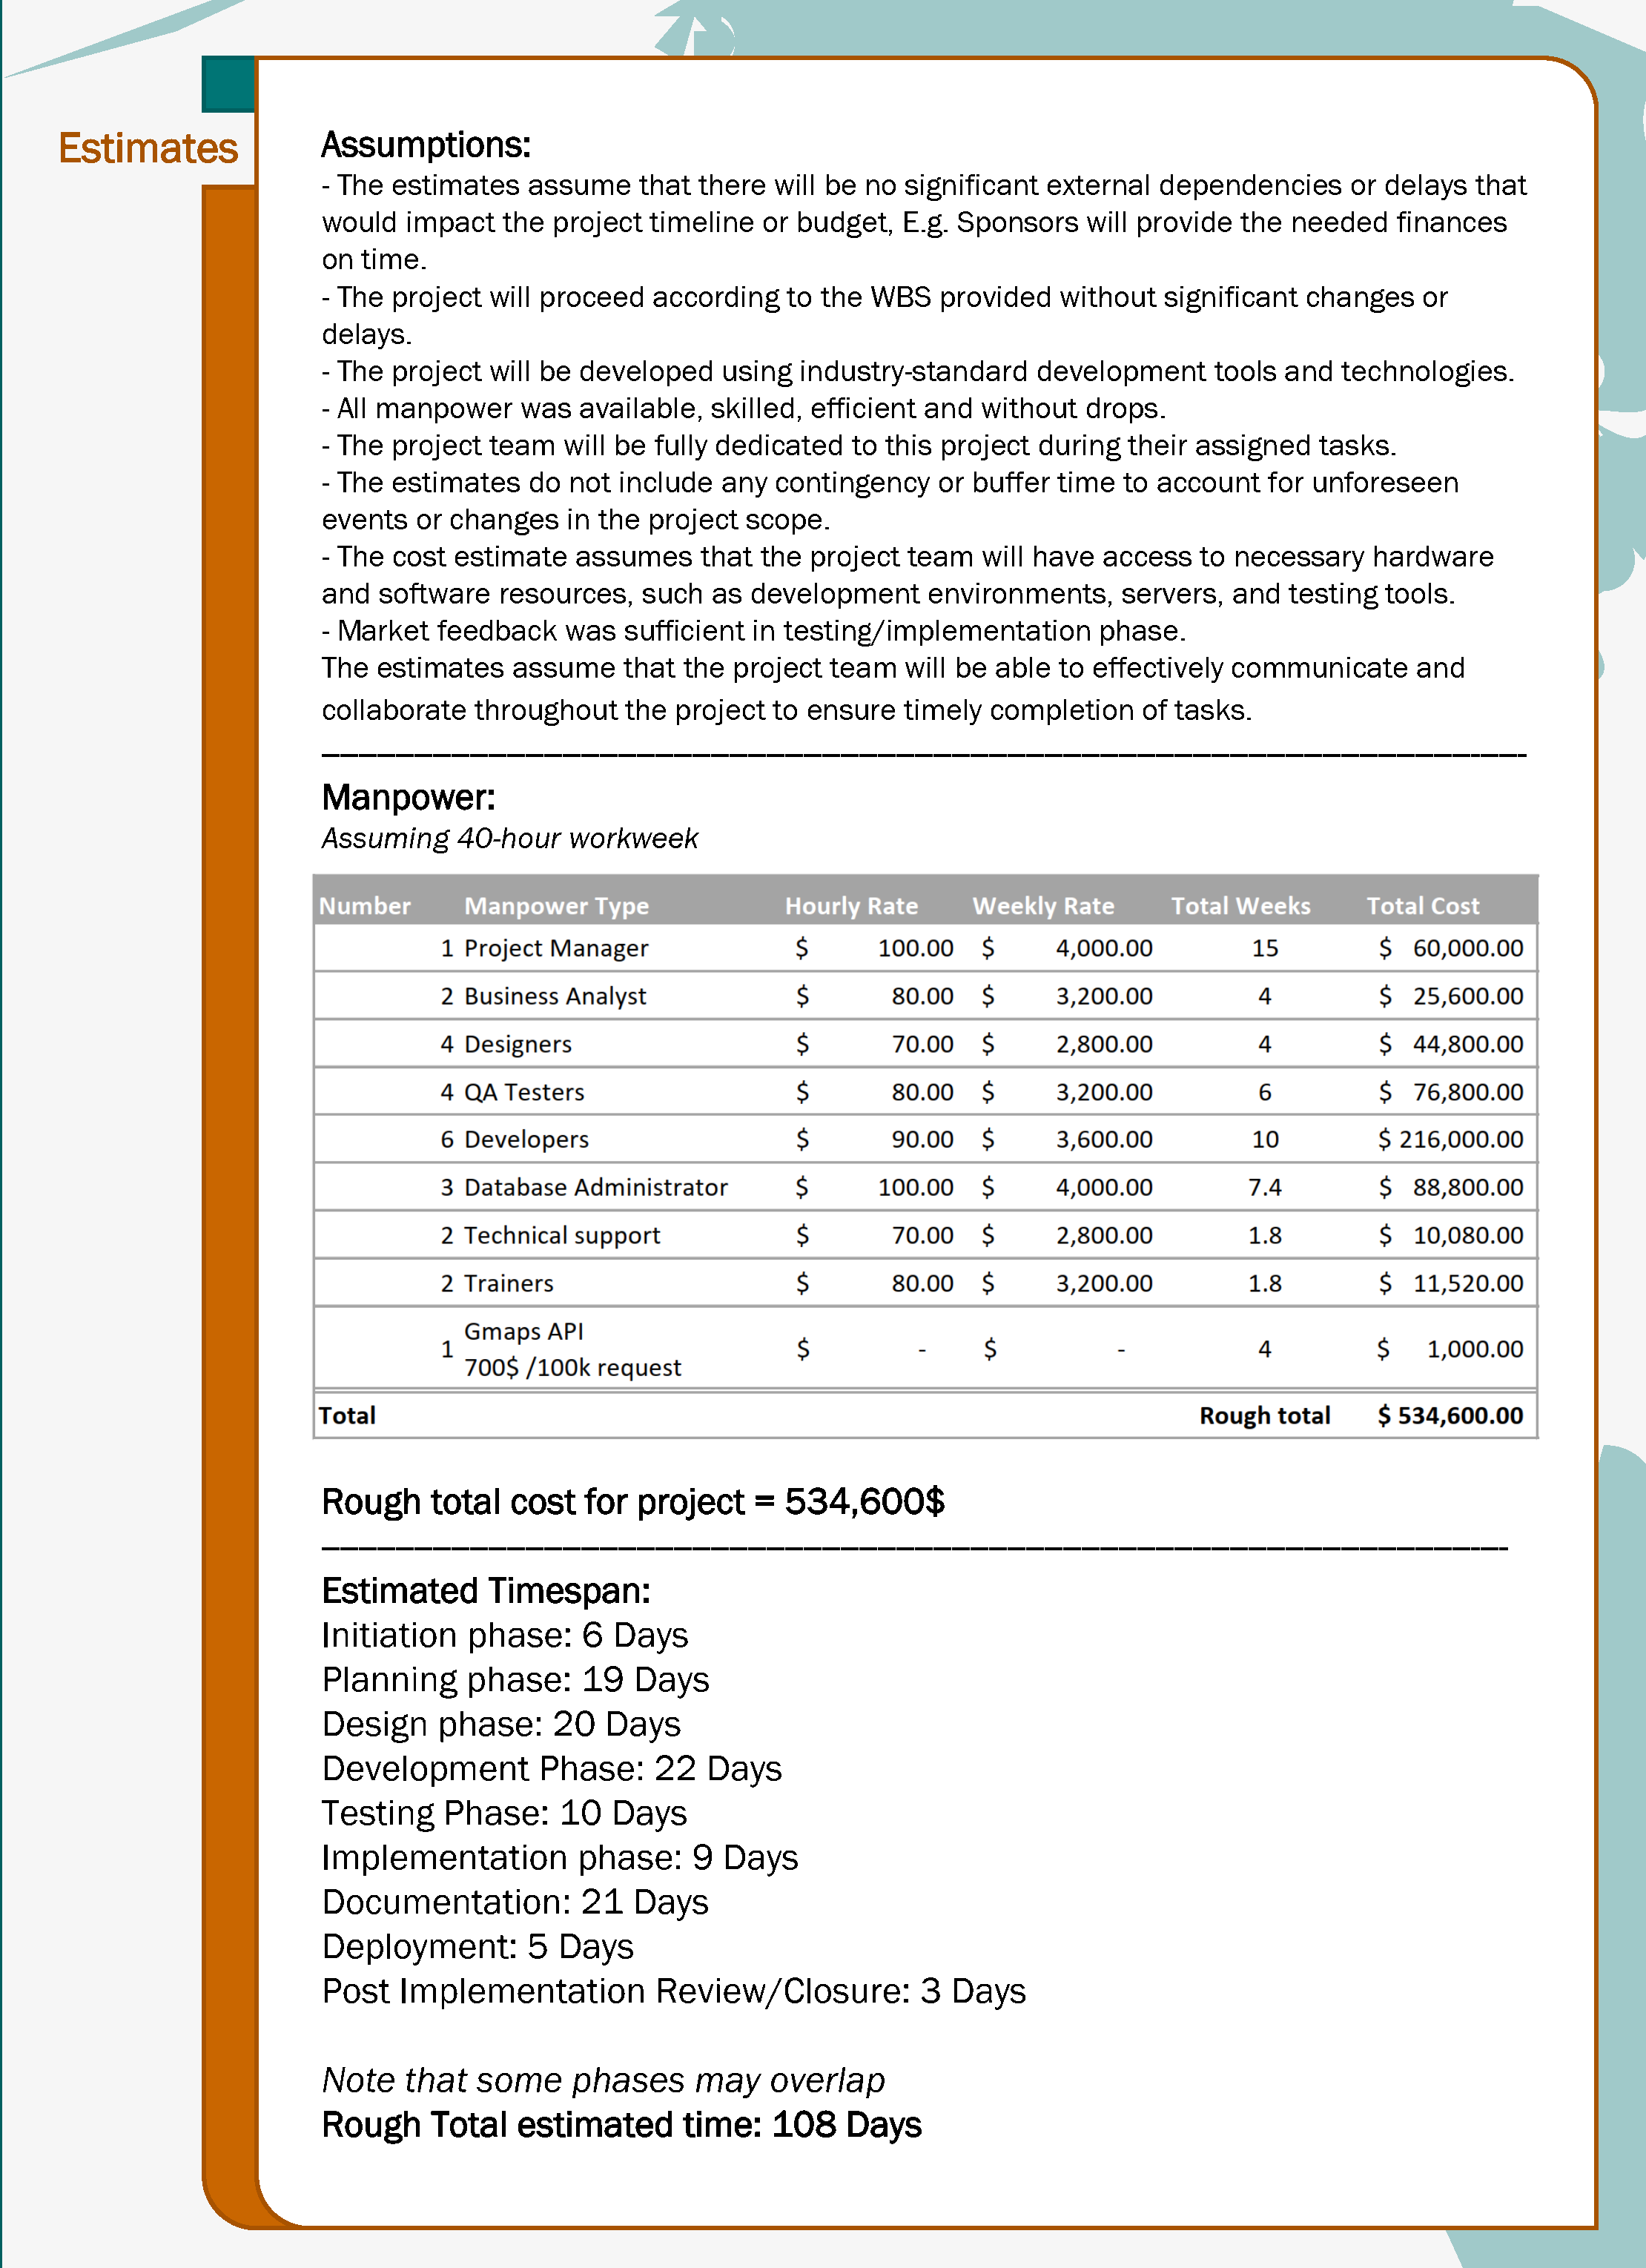 Estimates
Assumptions:
- The estimates assume that there will be no significant external dependencies or delays that
would impact the project timeline or budget, E.g. Sponsors will provide the needed finances
on time.
- The project will proceed according to the WBS provided without significant changes or
delays.
- The project will be developed using industry-standard development tools and technologies.
- All manpower was available, skilled, efficient and without drops.
- The project team will be fully dedicated to this project during their assigned tasks.
- The estimates do not include any contingency or buffer time to account for unforeseen
events or changes in the project scope.
- The cost estimate assumes that the project team will have access to necessary hardware
and software resources, such as development environments, servers, and testing tools.
- Market feedback was sufficient in testing/implementation phase.
The estimates assume that the project team will be able to effectively communicate and
collaborate throughout the project to ensure timely completion of tasks.
Manpower:
Assuming 40-hour workweek
Number Manpower Type Hourly Rate Weekly Rate Total Weeks Total Cost
1 Project Manager $ 100.00 $ 4,000.00 15 $ 60,000.00
2 Business Analyst $ 80.00 $ 3,200.00 4 $ 25,600.00
4 Designers $ 70.00 $ 2,800.00 4 $ 44,800.00
4 QA Testers $ 80.00 $ 3,200.00 6 $ 76,800.00
6 Developers $ 90.00 $ 3,600.00 10 $ 216,000.00
3 Database Administrator $ 100.00 $ 4,000.00 7.4 $ 88,800.00
2 Technical support $ 70.00 $ 2,800.00 1.8 $ 10,080.00
2 Trainers $ 80.00 $ 3,200.00 1.8 $ 11,520.00
1 Gmaps API $ - $ - 4 $ 1,000.00
700$ /100k request
Total Rough total $ 534,600.00
Rough total cost for project = 534,600$
Estimated Timespan:
Initiation phase: 6 Days
Planning phase: 19 Days
Design phase: 20 Days
Development Phase: 22 Days
Testing Phase: 10 Days
Implementation phase: 9 Days
Documentation: 21 Days
Deployment: 5 Days
Post Implementation Review/Closure: 3 Days
Note that some phases may overlap
Rough Total estimated time: 108 Days